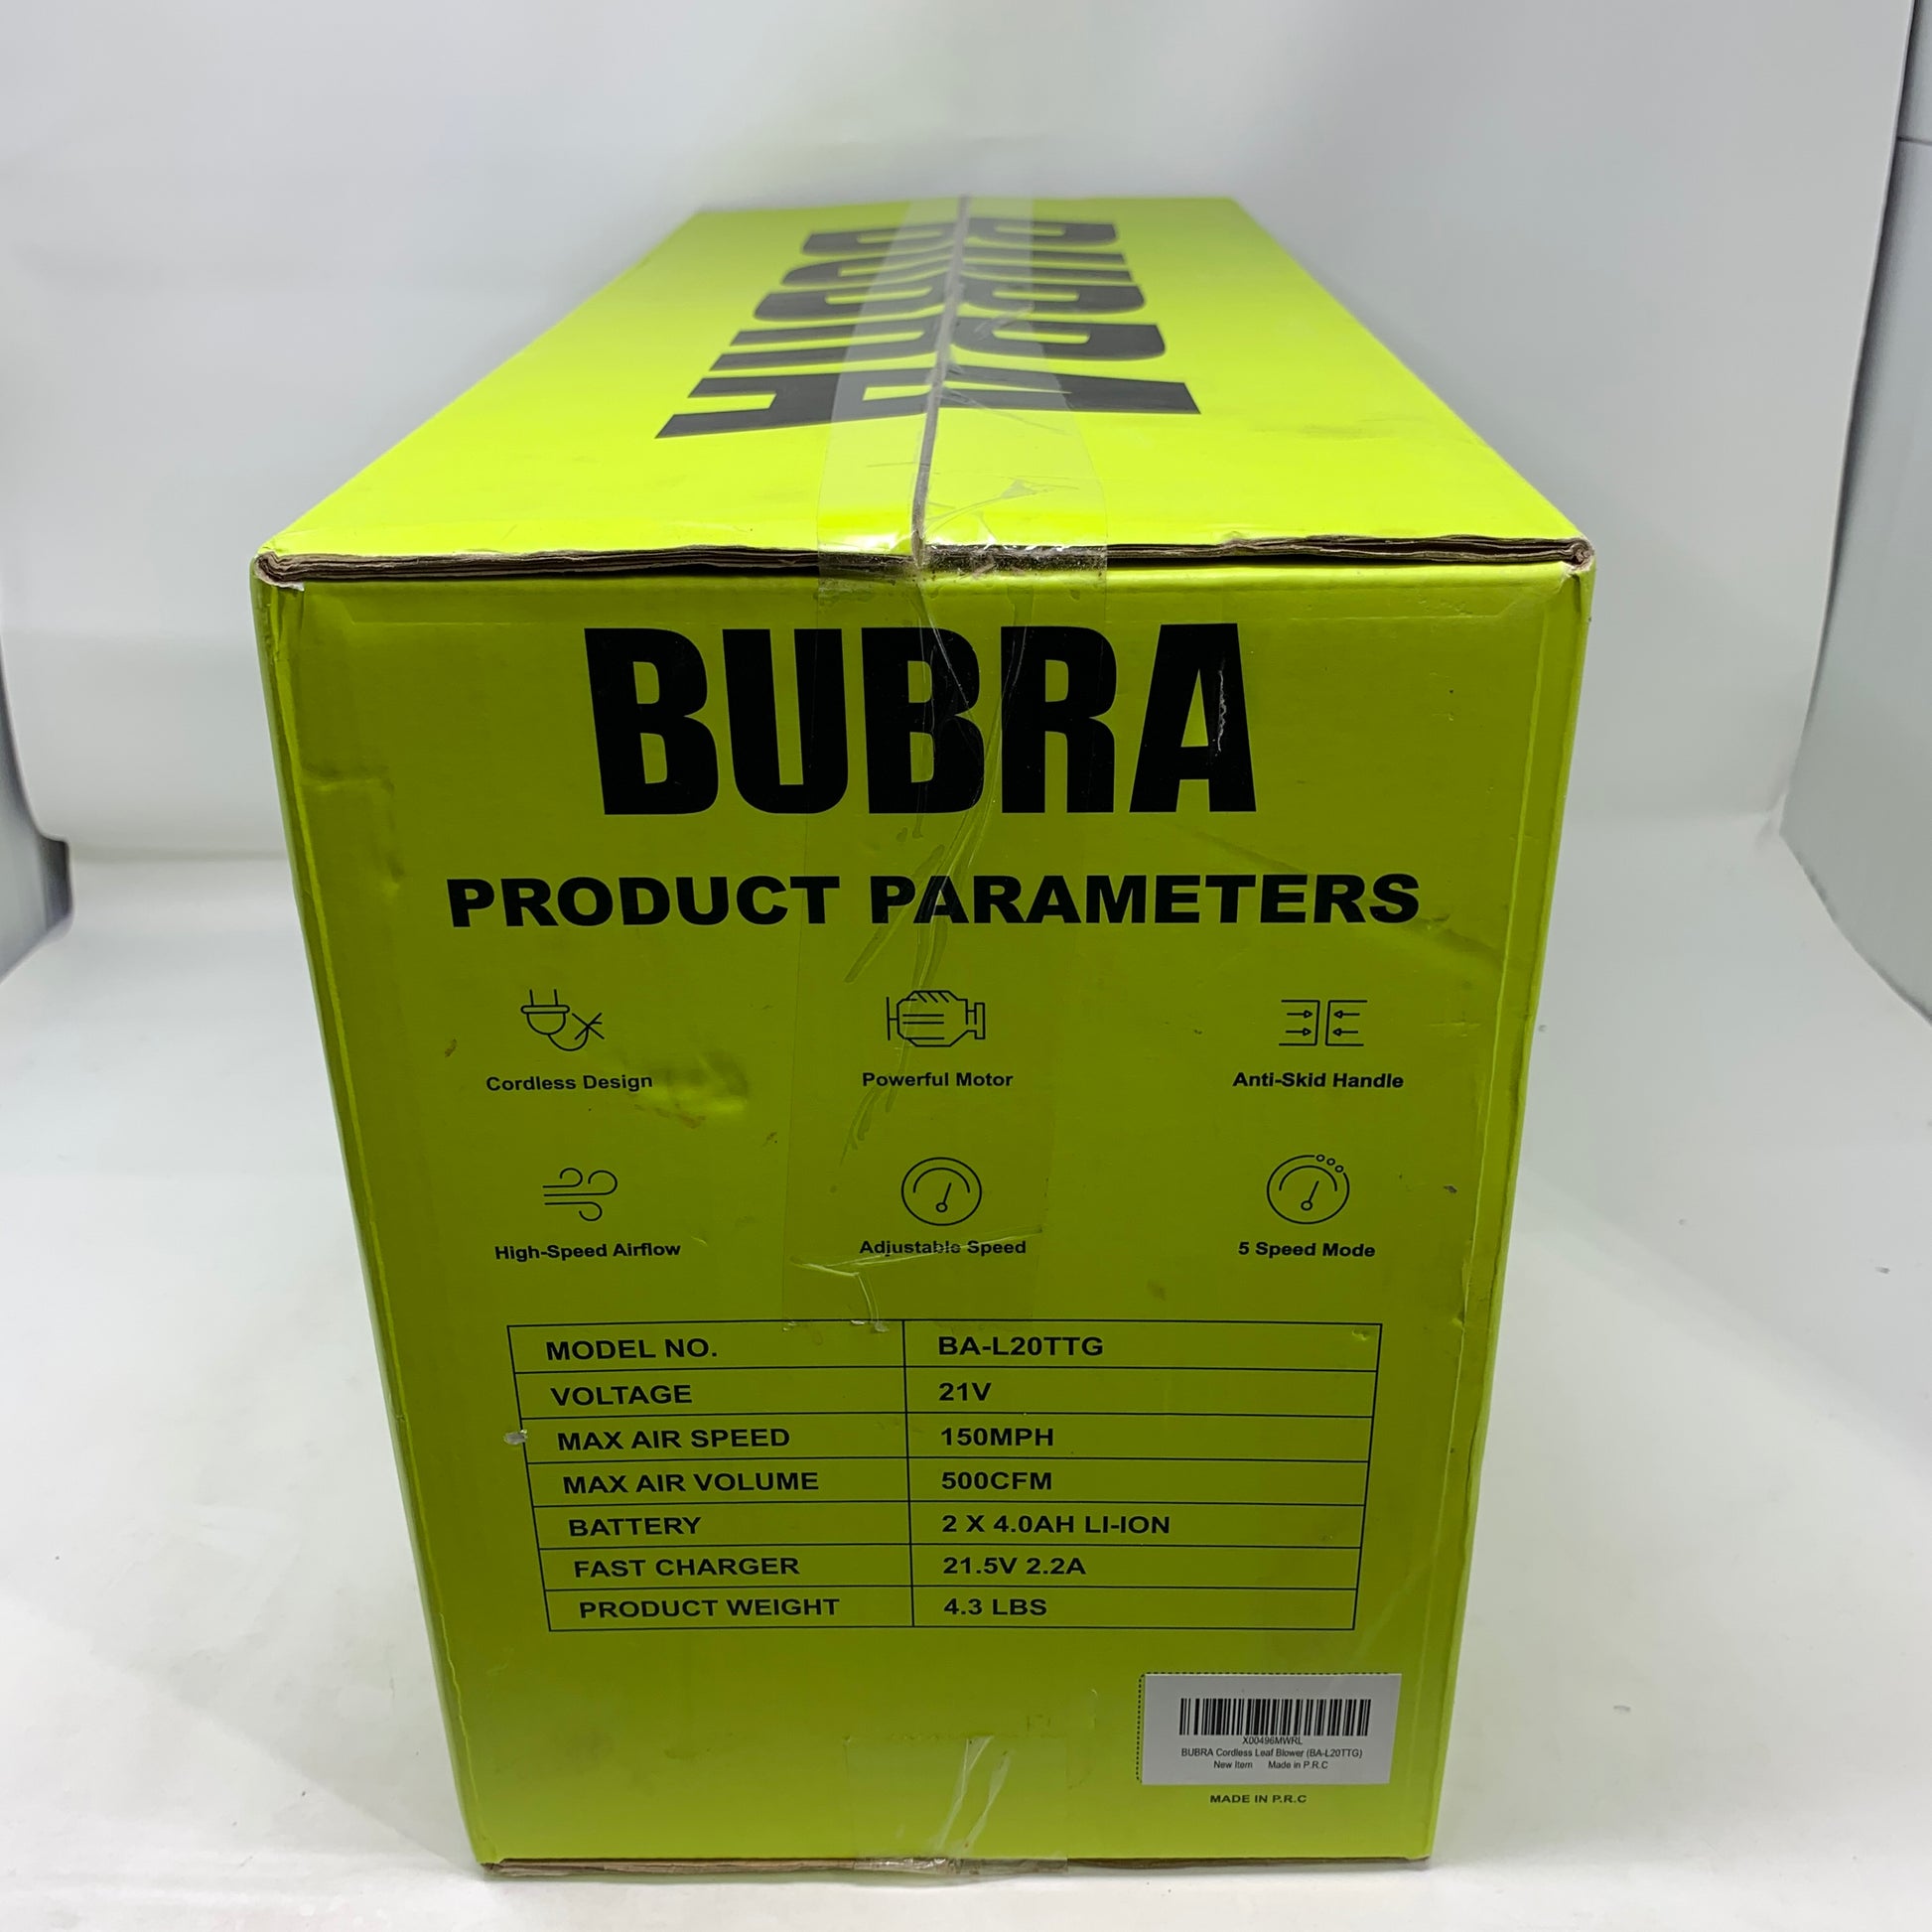 BUBRA
BUBRA
PRODUCT PARAMETERS
Cordless Design Powerful Motor Anti-Skid Handle
High-Speed Airflow Adjustable Speed 5 Speed Mode
MODEL NO. BA-L20TTG
VOLTAGE 21V
MAX AIR SPEED 150MPH
MAX AIR VOLUME 500CFM
BATTERY 2 X 4.0AH LI-ION
FAST CHARGER 21.5V 2.2A
PRODUCT WEIGHT 4.3 LBS
X00496MWRL
BUBRA Cordless Leaf Blower (BA-L20TTG)
New Item Made in P.R.C
MADE IN P.R.C